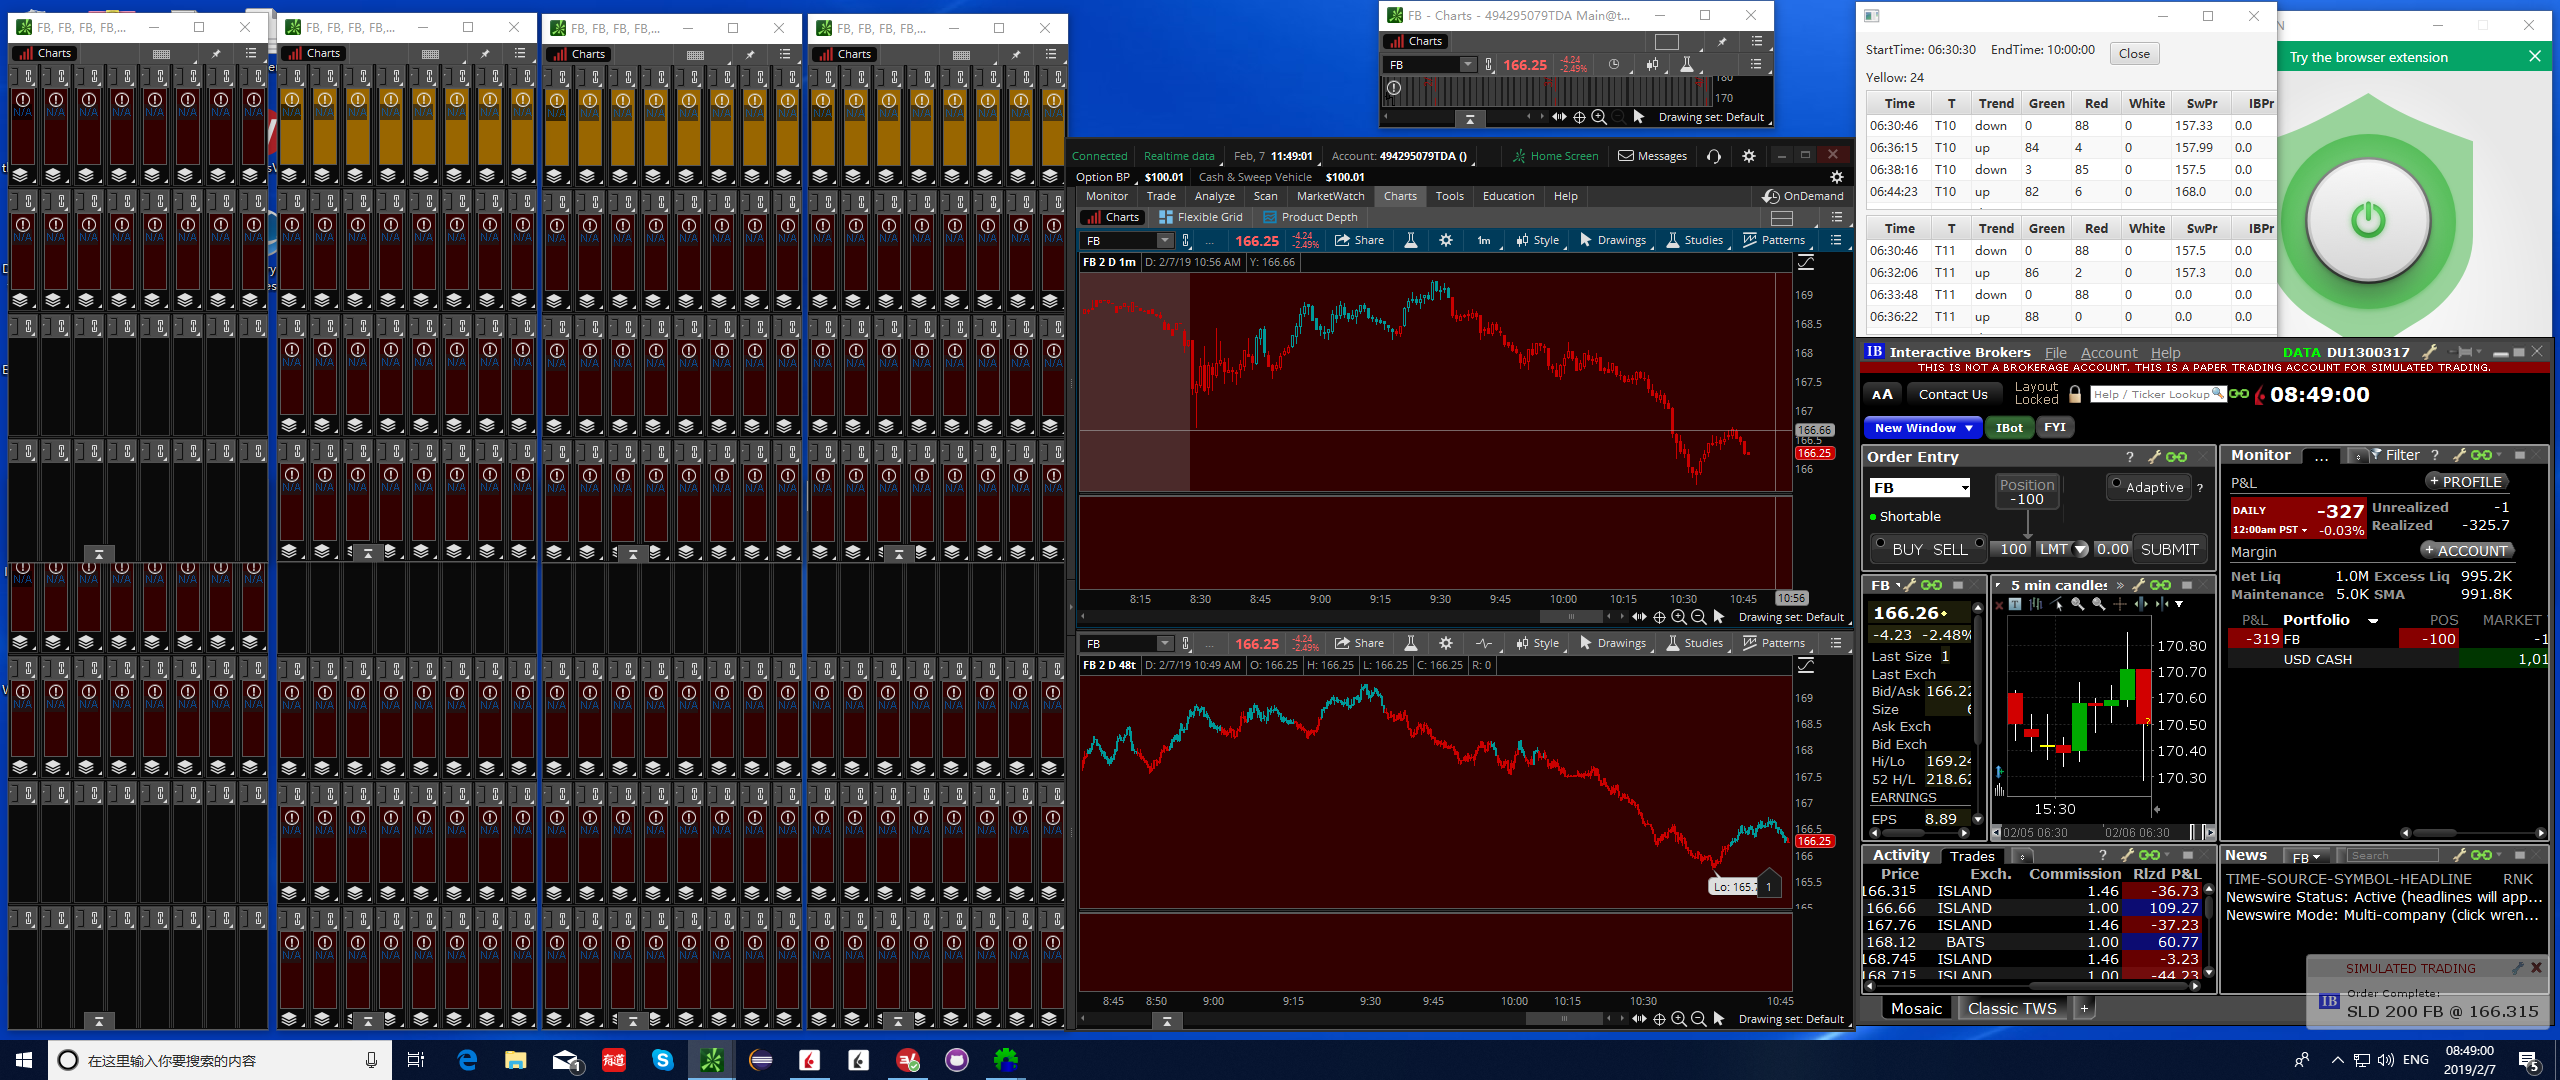 FB, FB, FB, FB,...
Charts
FB, FB, FB, FB,...
Charts
FB, FB, FB, FB,...
Charts
FB, FB, FB, FB,...
Charts
N/A
FB - Charts - 494295079TDA Main@t...
Charts
FB 166.25 -4.24 -2.49%
180
170
Drawing set: Default
Connected Realtime data Feb, 7 11:49:01 Account: 494295079TDA () Home Screen Messages
Option BP $100.01 Cash & Sweep Vehicle $100.01
Monitor Trade Analyze Scan MarketWatch Charts Tools Education Help OnDemand
Charts Flexible Grid Product Depth
FB ... 166.25 -4.24 -2.49% Share 1m Style Drawings Studies Patterns
FB 2 D 1m D: 2/7/19 10:56 AM Y: 166.66
169
168.5
168
167.5
167
166.66
166.5
166.25
166
8:15 8:30 8:45 9:00 9:15 9:30 9:45 10:00 10:15 10:30 10:45 10:56
Drawing set: Default
FB ... 166.25 -4.24 -2.49% Share Style Drawings Studies Patterns
FB 2 D 48t D: 2/7/19 10:49 AM O: 166.25 H: 166.25 L: 166.25 C: 166.25 R: 0
169
168.5
168
167.5
167
166.5
166.25
166
165.5
165
Lo: 165.7 1
8:45 8:50 9:00 9:15 9:30 9:45 10:00 10:15 10:30 10:45
Drawing set: Default
StartTime: 06:30:30 EndTime: 10:00:00 Close
Yellow: 24
Time T Trend Green Red White SwPr IBPr
06:30:46 T10 down 0 88 0 157.33 0.0
06:36:15 T10 up 84 4 0 157.99 0.0
06:38:16 T10 down 3 85 0 157.5 0.0
06:44:23 T10 up 82 6 0 168.0 0.0
Time T Trend Green Red White SwPr IBPr
06:30:46 T11 down 0 88 0 157.5 0.0
06:32:06 T11 up 86 2 0 157.3 0.0
06:33:48 T11 down 0 88 0 0.0 0.0
06:36:22 T11 up 88 0 0 0.0 0.0
N
Try the browser extension
IB Interactive Brokers File Account Help DATA DU1300317
THIS IS NOT A BROKERAGE ACCOUNT. THIS IS A PAPER TRADING ACCOUNT FOR SIMULATED TRADING.
AA Contact Us Layout Locked Help / Ticker Lookup 08:49:00
New Window IBot FYI
Order Entry ?
FB Position -100 Adaptive ?
Shortable
BUY SELL 100 LMT 0.00 SUBMIT
FB
166.26
-4.23 -2.48%
Last Size 1
Last Exch
Bid/Ask 166.22
Size 6
Ask Exch
Bid Exch
Hi/Lo 169.24
52 H/L 218.62
EARNINGS
EPS 8.89
5 min candles
170.80
170.70
170.60
170.50
170.40
170.30
15:30
02/05 06:30 02/06 06:30
Monitor ... Filter ?
P&L + PROFILE
DAILY -327 Unrealized -1
12:00am PST -0.03% Realized -325.7
Margin + ACCOUNT
Net Liq 1.0M Excess Liq 995.2K
Maintenance 5.0K SMA 991.8K
P&L Portfolio POS MARKET
-319 FB -100 -1
USD CASH 1,01
Activity Trades ?
Price Exch. Commission Rlzd P&L
166.315 ISLAND 1.46 -36.73
166.66 ISLAND 1.00 109.27
167.76 ISLAND 1.46 -37.23
168.12 BATS 1.00 60.77
168.745 ISLAND 1.46 -3.23
168.715 ISLAND 1.00 -44.23
News FB Search
TIME-SOURCE-SYMBOL-HEADLINE RNK
Newswire Status: Active (headlines will app...
Newswire Mode: Multi-company (click wren...
SIMULATED TRADING
Order Complete:
IB SLD 200 FB @ 166.315
Mosaic Classic TWS +
在这里输入你要搜索的内容
有道
ENG
08:49:00
2019/2/7